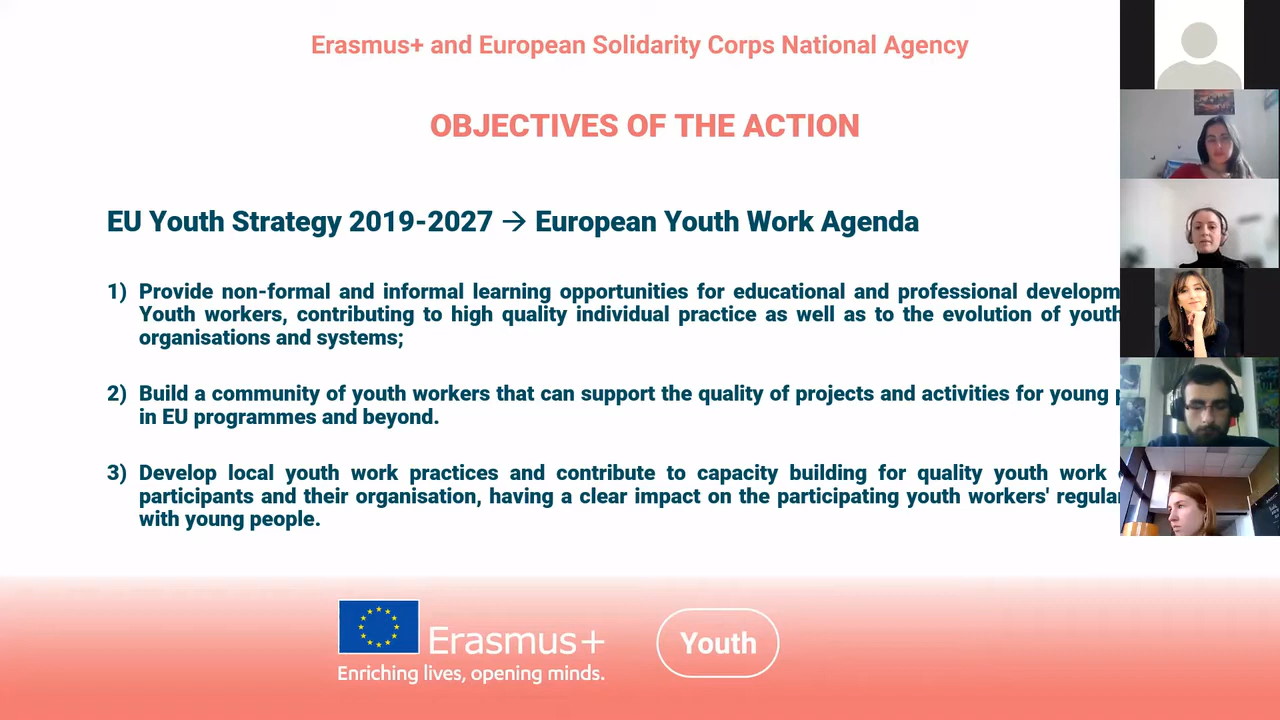 Erasmus+ and European Solidarity Corps National Agency
OBJECTIVES OF THE ACTION
EU Youth Strategy 2019-2027 → European Youth Work Agenda
1) Provide non-formal and informal learning opportunities for educational and professional developm
Youth workers, contributing to high quality individual practice as well as to the evolution of youth
organisations and systems;
2) Build a community of youth workers that can support the quality of projects and activities for young
in EU programmes and beyond.
3) Develop local youth work practices and contribute to capacity building for quality youth work
participants and their organisation, having a clear impact on the participating youth workers' regular
with young people.
Erasmus+
Enriching lives, opening minds.
Youth